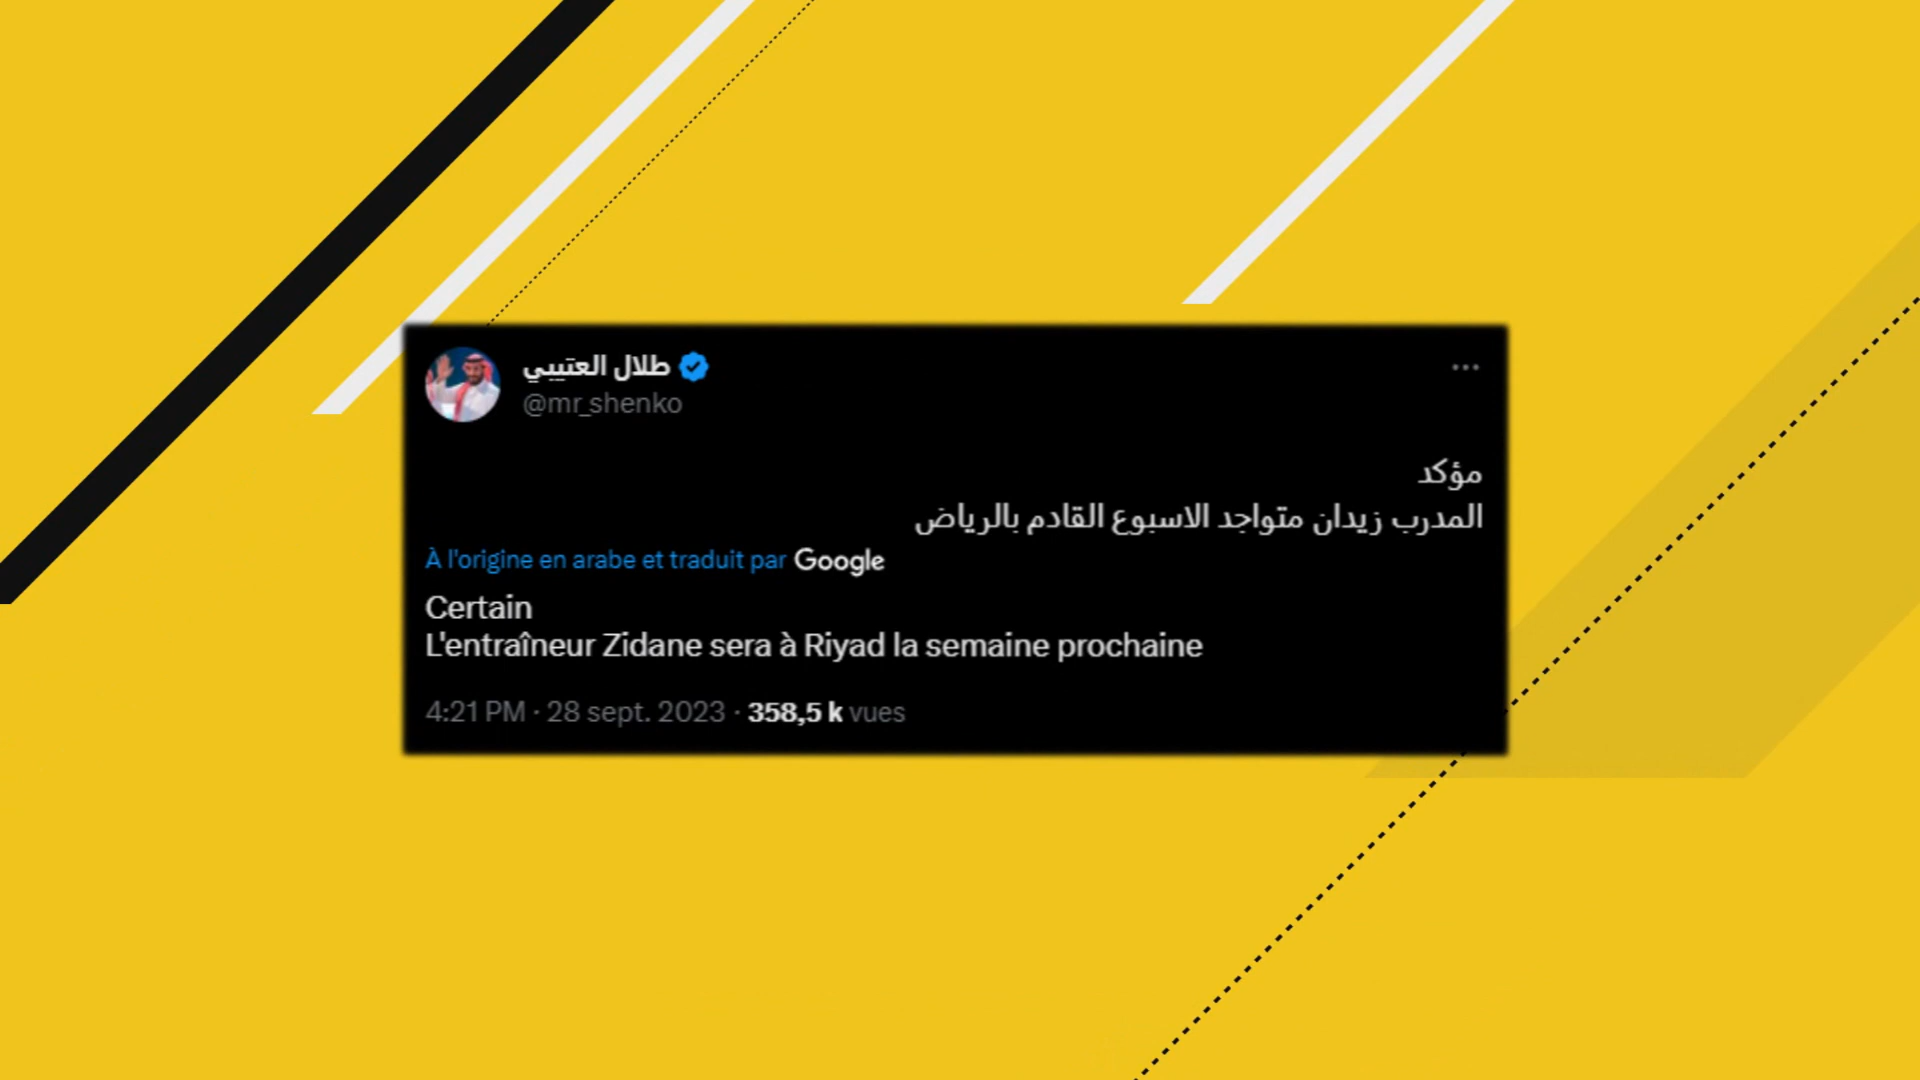 طلال العتيبي
@mr_shenko
مؤكد
المدرب زيدان متواجد الاسبوع القادم بالرياض
À l'origine en arabe et traduit par Google
Certain
L'entraîneur Zidane sera à Riyad la semaine prochaine
4:21 PM · 28 sept. 2023 · 358,5 k vues